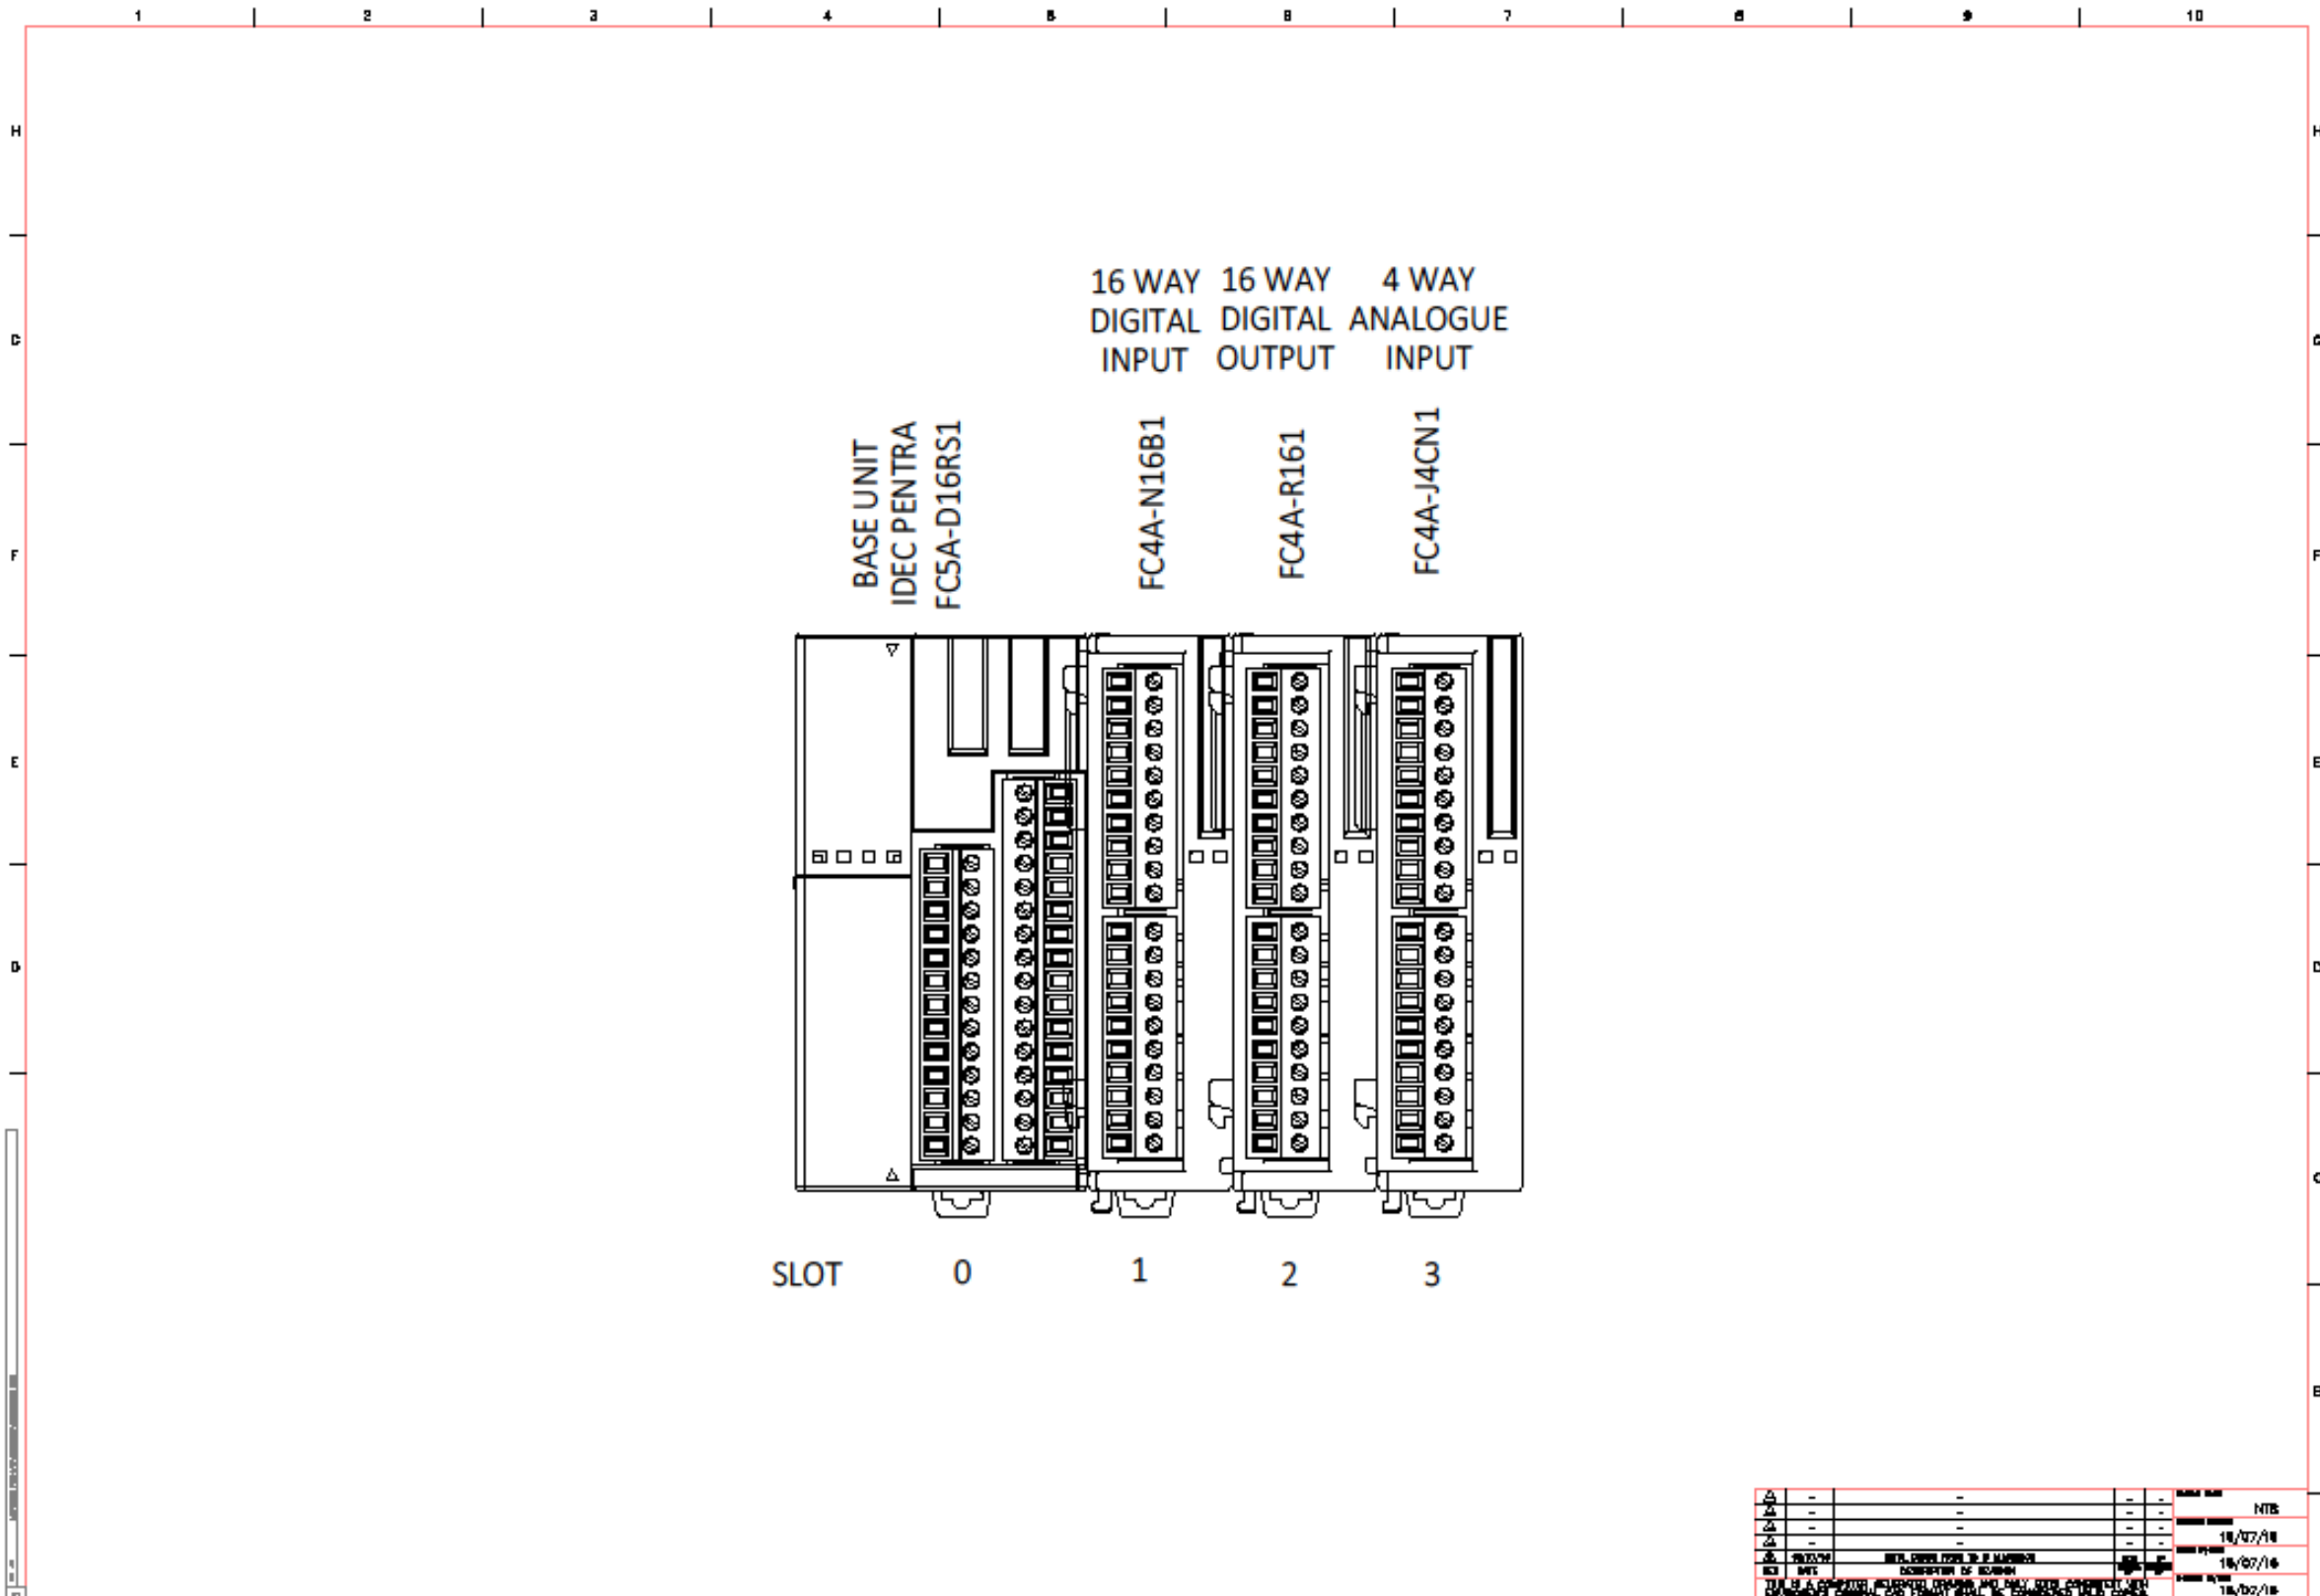 1 2 3 4 5 6 7 8 9 10
H H
G G
16 WAY DIGITAL INPUT
16 WAY DIGITAL OUTPUT
4 WAY ANALOGUE INPUT
BASE UNIT
IDEC PENTRA
FC5A-D16RS1
FC4A-N16B1
FC4A-R161
FC4A-J4CN1
F F
E E
D D
C
B
SLOT 0 1 2 3
NTS